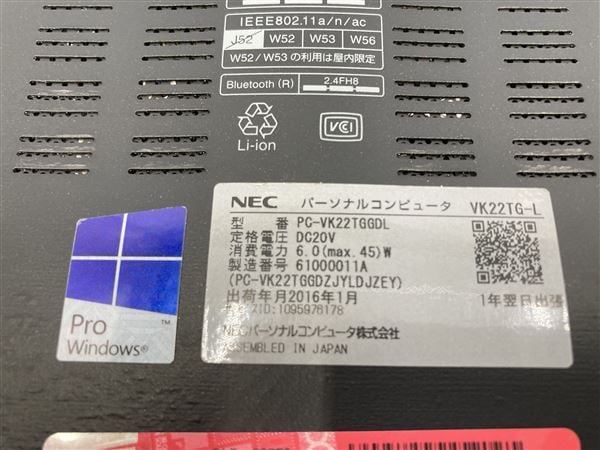 IEEE802.11a/n/ac
J52 W52 W53 W56
W52/W53の利用は屋内限定
Bluetooth (R) 2.4FH8
Li-ion
VCCI
NEC パーソナルコンピュータ VK22TG-L
型 番 PC-VK22TGGDL
定格電圧 DC20V
消費電力 6.0(max.45)W
製造番号 61000011A
(PC-VK22TGGDZJYLDJZEY)
出荷年月2016年1月 1年翌日出張
ZID:1095976178
NECパーソナルコンピュータ株式会社
ASSEMBLED IN JAPAN
Pro
Windows®